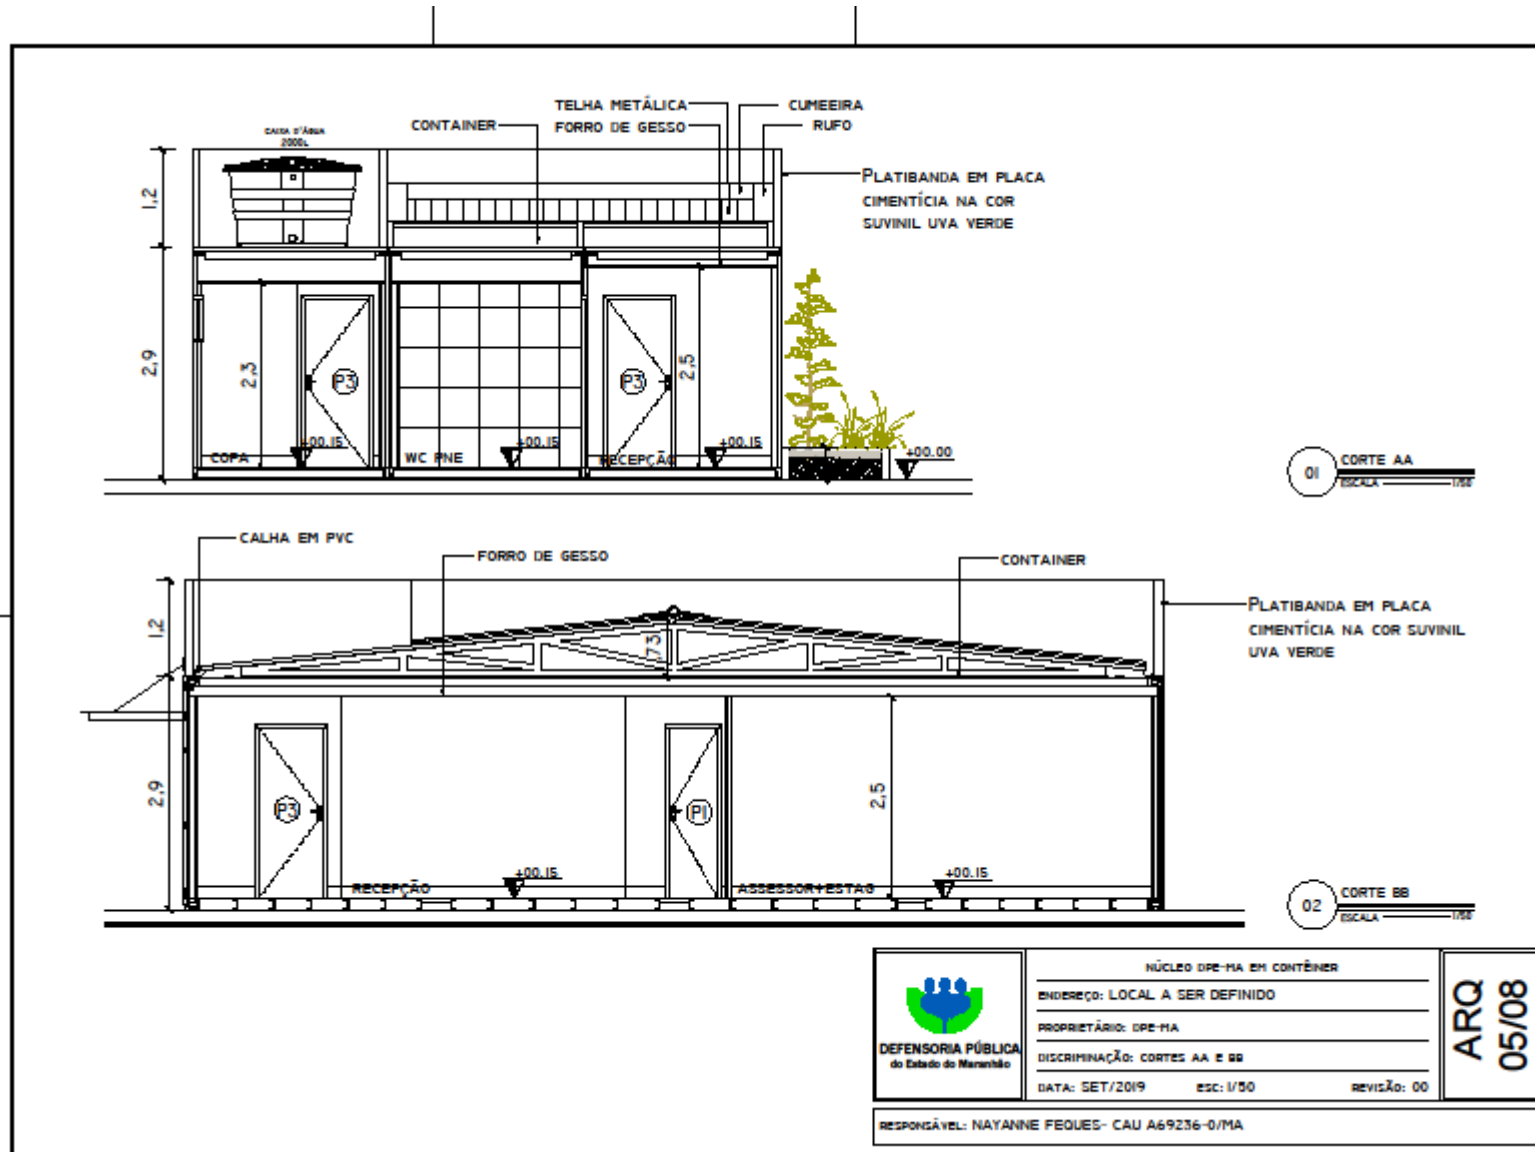 TELHA METÁLICA
CUMEEIRA
CONTAINER
FORRO DE GESSO
RUFO
CAIXA D'ÁGUA
2000L
PLATIBANDA EM PLACA
CIMENTÍCIA NA COR
SUVINIL UVA VERDE
1,2
2,9
2,3
P3
P3
2,5
COPA
+00.15
WC PNE
+00.15
RECEPÇÃO
+00.15
+00.00
01
CORTE AA
ESCALA
1/50
CALHA EM PVC
FORRO DE GESSO
CONTAINER
PLATIBANDA EM PLACA
CIMENTÍCIA NA COR SUVINIL
UVA VERDE
1,2
,73
2,9
P3
P1
2,5
RECEPÇÃO
+00.15
ASSESSOR+ESTAG
+00.15
02
CORTE BB
ESCALA
1/50
DEFENSORIA PÚBLICA
do Estado do Maranhão
NÚCLEO DPE-MA EM CONTÊINER
ENDEREÇO: LOCAL A SER DEFINIDO
PROPRIETÁRIO: DPE-MA
DISCRIMINAÇÃO: CORTES AA E BB
DATA: SET/2019 ESC: 1/50 REVISÃO: 00
ARQ
05/08
RESPONSÁVEL: NAYANNE FEQUES- CAU A69236-0/MA